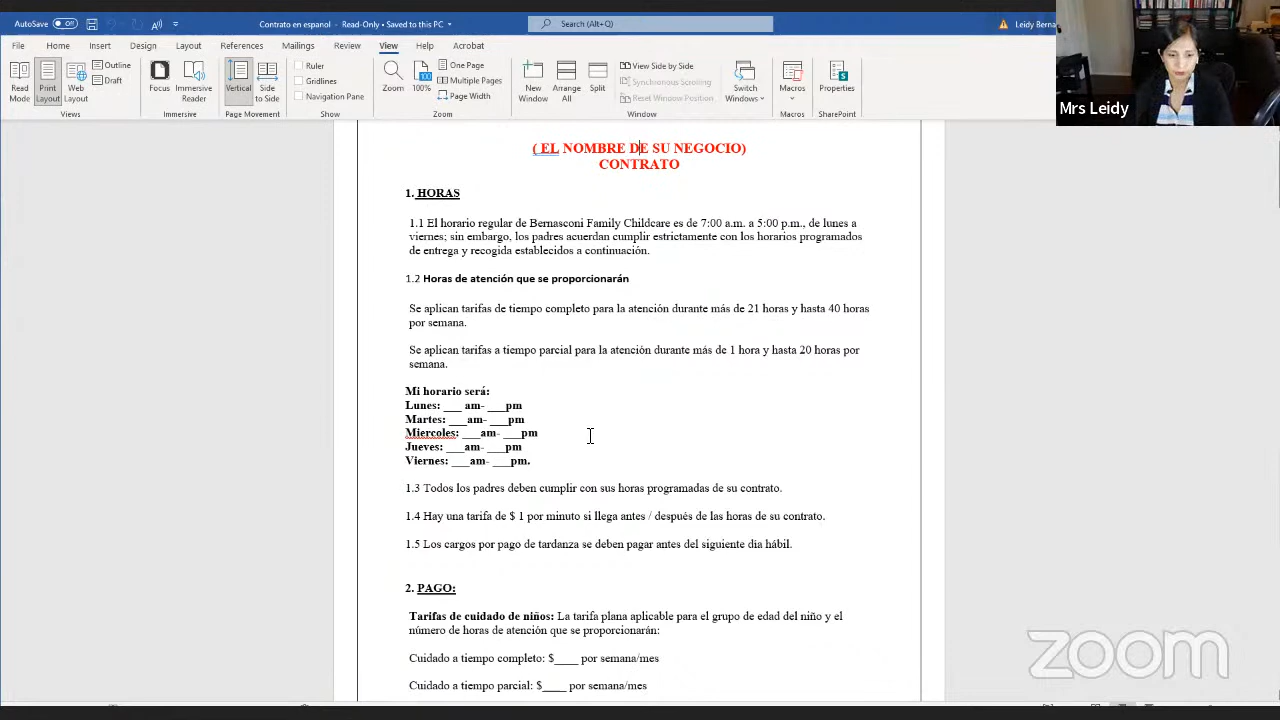 AutoSave Off
Contrato en espanol - Read-Only • Saved to this PC
Search (Alt+Q)
Leidy Berna
File Home Insert Design Layout References Mailings Review View Help Acrobat
Read Mode
Print Layout
Web Layout
Outline
Draft
Views
Focus
Immersive Reader
Immersive
Vertical
Side to Side
Page Movement
Ruler
Gridlines
Navigation Pane
Show
Zoom
100%
One Page
Multiple Pages
Page Width
Zoom
New Window
Arrange All
Split
View Side by Side
Synchronous Scrolling
Reset Window Position
Window
Switch Windows
Macros
Macros
Properties
SharePoint
Mrs Leidy
( EL NOMBRE DE SU NEGOCIO)
CONTRATO
1. HORAS
1.1 El horario regular de Bernasconi Family Childcare es de 7:00 a.m. a 5:00 p.m., de lunes a
viernes; sin embargo, los padres acuerdan cumplir estrictamente con los horarios programados
de entrega y recogida establecidos a continuación.
1.2 Horas de atención que se proporcionarán
Se aplican tarifas de tiempo completo para la atención durante más de 21 horas y hasta 40 horas
por semana.
Se aplican tarifas a tiempo parcial para la atención durante más de 1 hora y hasta 20 horas por
semana.
Mi horario será:
Lunes: ___ am- ___pm
Martes: ___am- ___pm
Miercoles: ___am- ___pm
Jueves: ___am- ___pm
Viernes: ___am- ___pm.
1.3 Todos los padres deben cumplir con sus horas programadas de su contrato.
1.4 Hay una tarifa de $ 1 por minuto si llega antes / después de las horas de su contrato.
1.5 Los cargos por pago de tardanza se deben pagar antes del siguiente día hábil.
2. PAGO:
Tarifas de cuidado de niños: La tarifa plana aplicable para el grupo de edad del niño y el
número de horas de atención que se proporcionarán:
Cuidado a tiempo completo: $____ por semana/mes
Cuidado a tiempo parcial: $____ por semana/mes
zoom